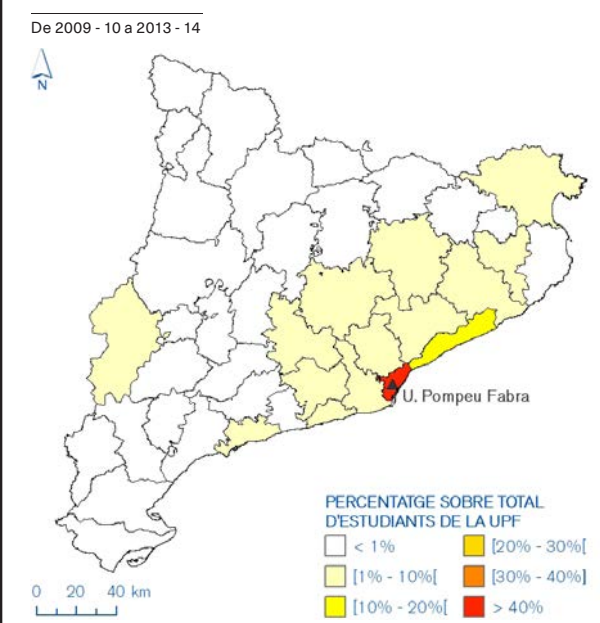 De 2009 - 10 a 2013 - 14
N
U. Pompeu Fabra
PERCENTATGE SOBRE TOTAL
D'ESTUDIANTS DE LA UPF
< 1%
[20% - 30%[
[1% - 10%[
[30% - 40%]
[10% - 20%[
> 40%
0 20 40 km